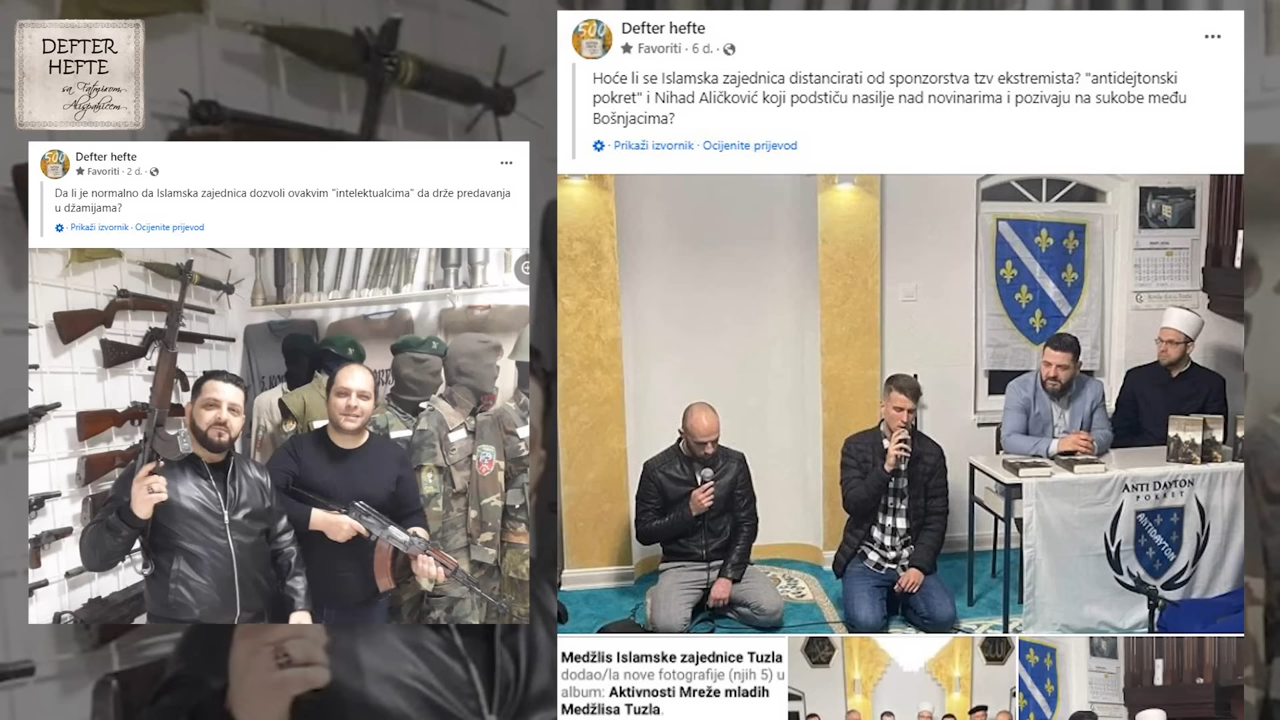 DEFTER
HEFTE
sa Fatmirom
Alispahićem
Defter hefte
Favoriti · 2 d. ·
Da li je normalno da Islamska zajednica dozvoli ovakvim "intelektualcima" da drže predavanja
u džamijama?
· Prikaži izvornik · Ocijenite prijevod
Defter hefte
Favoriti · 6 d. ·
Hoće li se Islamska zajednica distancirati od sponzorstva tzv ekstremista? "antidejtonski
pokret" i Nihad Aličković koji podstiču nasilje nad novinarima i pozivaju na sukobe među
Bošnjacima?
· Prikaži izvornik · Ocijenite prijevod
500
500
ANTI DAYTON
POKRET
ANTIDAYTON
Medžlis Islamske zajednice Tuzla
dodao/la nove fotografije (njih 5) u
album: Aktivnosti Mreže mladih
Medžlisa Tuzla.